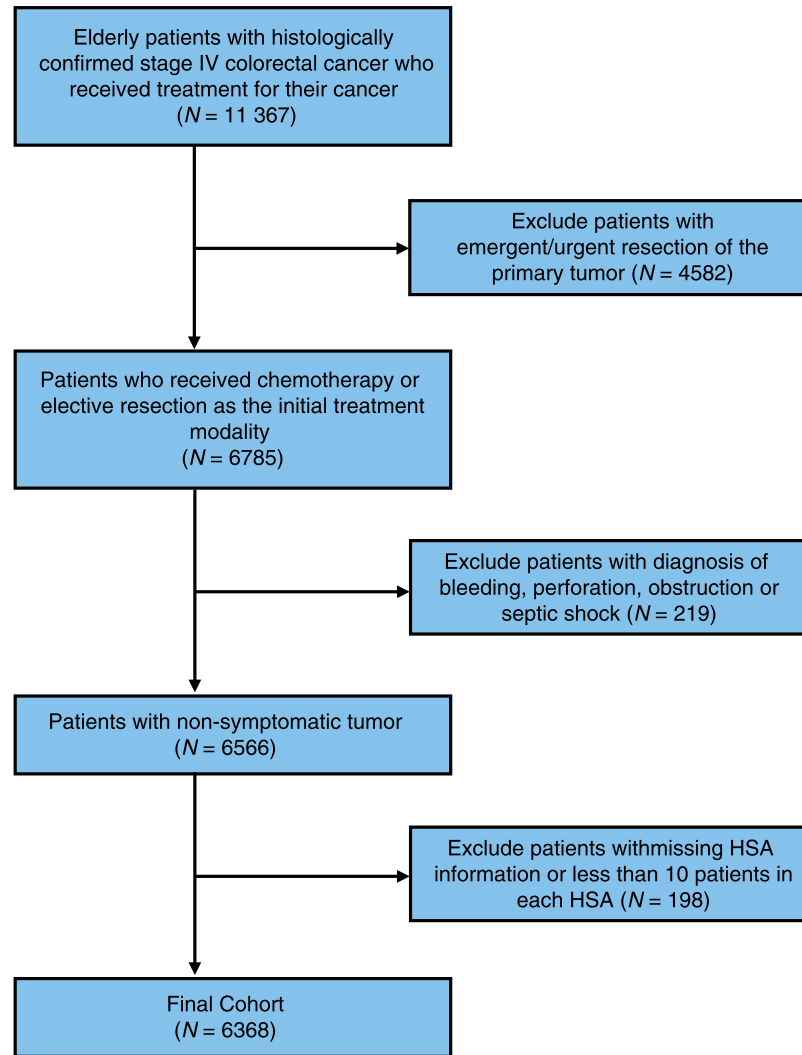 Elderly patients with histologically
confirmed stage IV colorectal cancer who
received treatment for their cancer
(N = 11 367)
Exclude patients with
emergent/urgent resection of the
primary tumor (N = 4582)
Patients who received chemotherapy or
elective resection as the initial treatment
modality
(N = 6785)
Exclude patients with diagnosis of
bleeding, perforation, obstruction or
septic shock (N = 219)
Patients with non-symptomatic tumor
(N = 6566)
Exclude patients withmissing HSA
information or less than 10 patients in
each HSA (N = 198)
Final Cohort
(N = 6368)